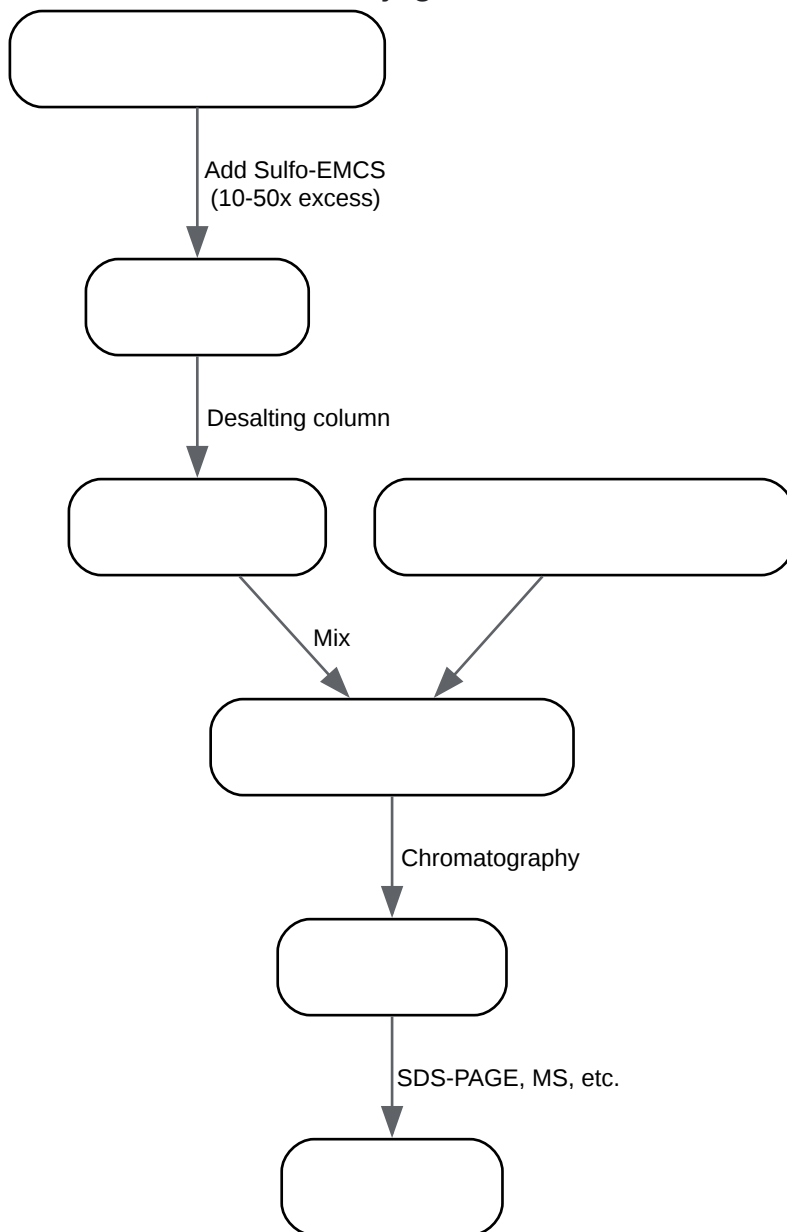 Add Sulfo-EMCS
(10-50x excess)
Desalting column
Mix
Chromatography
SDS-PAGE, MS, etc.